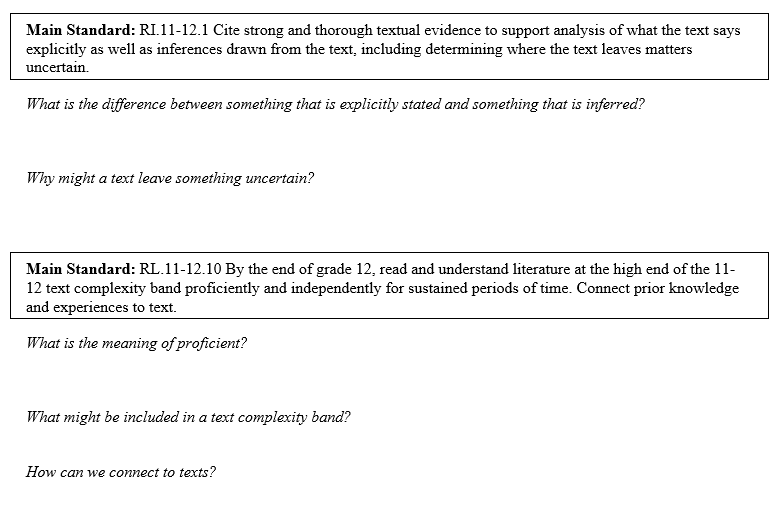 Main Standard: RI.11-12.1 Cite strong and thorough textual evidence to support analysis of what the text says
explicitly as well as inferences drawn from the text, including determining where the text leaves matters
uncertain.
What is the difference between something that is explicitly stated and something that is inferred?
Why might a text leave something uncertain?
Main Standard: RL.11-12.10 By the end of grade 12, read and understand literature at the high end of the 11-
12 text complexity band proficiently and independently for sustained periods of time. Connect prior knowledge
and experiences to text.
What is the meaning of proficient?
What might be included in a text complexity band?
How can we connect to texts?